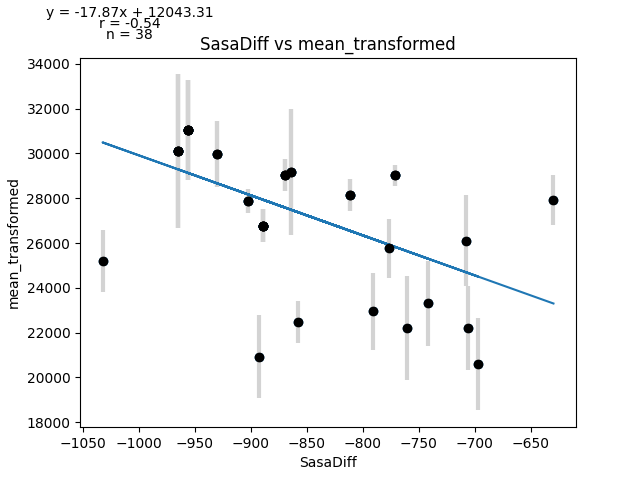 y = -17.87x + 12043.31
r = -0.54
n = 38
SasaDiff vs mean_transformed
34000
32000
30000
28000
26000
24000
22000
20000
18000
mean_transformed
−1050 −1000 −950 −900 −850 −800 −750 −700 −650
SasaDiff